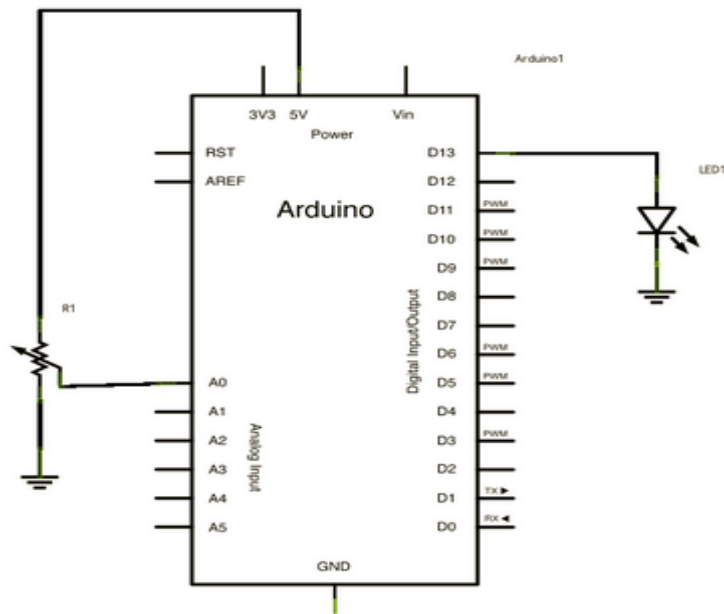 Arduino1
3V3 5V Vin
Power
RST
AREF
Arduino
D13
D12
D11 PWM
D10 PWM
D9 PWM
D8
D7
D6 PWM
D5 PWM
D4
D3 PWM
D2
D1 TX ▶
D0 RX ◀
Digital Input/Output
LED1
R1
A0
A1
A2
A3
A4
A5
Analog Input
GND